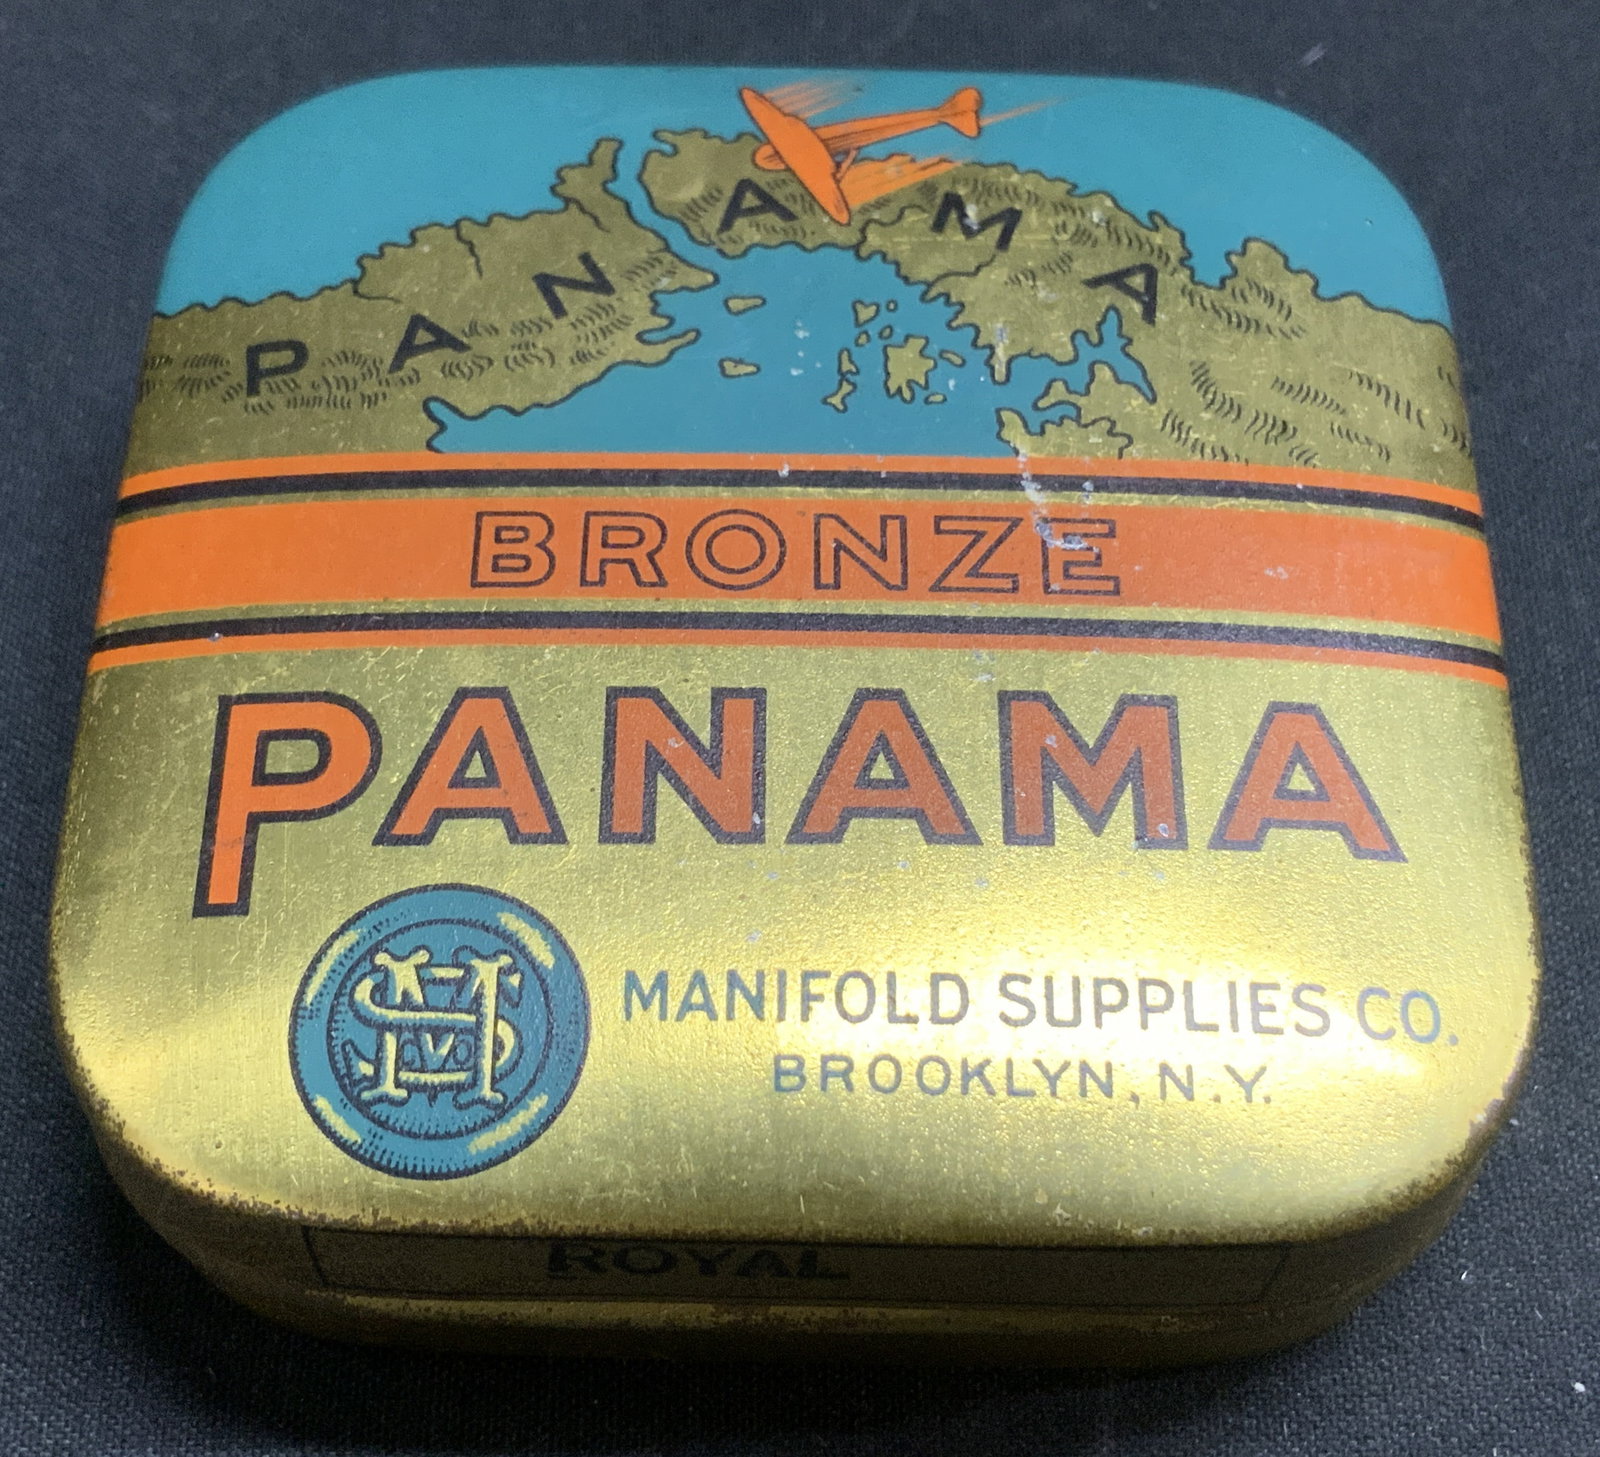 PANAMA
BRONZE
PANAMA
MANIFOLD SUPPLIES CO.
BROOKLYN, N.Y.
ROYAL